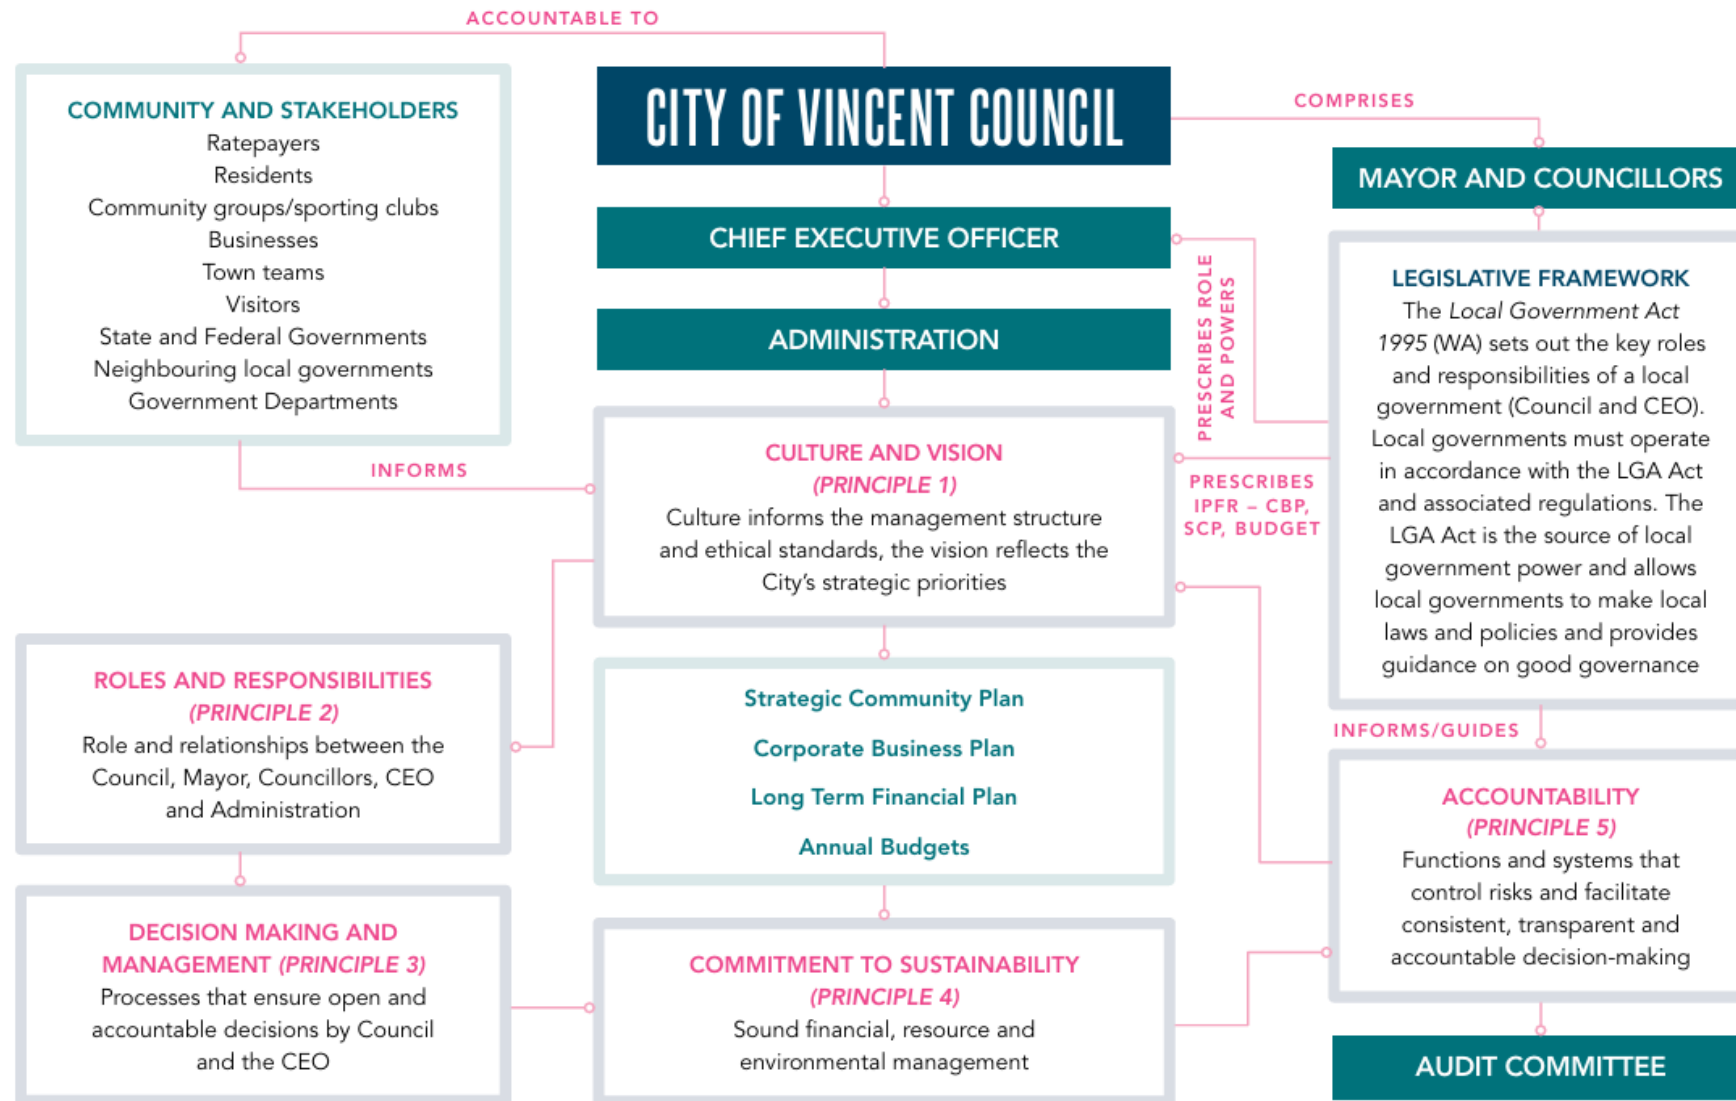 ACCOUNTABLE TO
CITY OF VINCENT COUNCIL
COMPRISES
COMMUNITY AND STAKEHOLDERS
Ratepayers
Residents
Community groups/sporting clubs
Businesses
Town teams
Visitors
State and Federal Governments
Neighbouring local governments
Government Departments
INFORMS
CHIEF EXECUTIVE OFFICER
ADMINISTRATION
MAYOR AND COUNCILLORS
PRESCRIBES ROLE
AND POWERS
LEGISLATIVE FRAMEWORK
The Local Government Act
1995 (WA) sets out the key roles
and responsibilities of a local
government (Council and CEO).
Local governments must operate
in accordance with the LGA Act
and associated regulations. The
LGA Act is the source of local
government power and allows
local governments to make local
laws and policies and provides
guidance on good governance
PRESCRIBES
IPFR – CBP,
SCP, BUDGET
CULTURE AND VISION
(PRINCIPLE 1)
Culture informs the management structure
and ethical standards, the vision reflects the
City's strategic priorities
ROLES AND RESPONSIBILITIES
(PRINCIPLE 2)
Role and relationships between the
Council, Mayor, Councillors, CEO
and Administration
Strategic Community Plan
Corporate Business Plan
Long Term Financial Plan
Annual Budgets
INFORMS/GUIDES
ACCOUNTABILITY
(PRINCIPLE 5)
Functions and systems that
control risks and facilitate
consistent, transparent and
accountable decision-making
DECISION MAKING AND
MANAGEMENT (PRINCIPLE 3)
Processes that ensure open and
accountable decisions by Council
and the CEO
COMMITMENT TO SUSTAINABILITY
(PRINCIPLE 4)
Sound financial, resource and
environmental management
AUDIT COMMITTEE